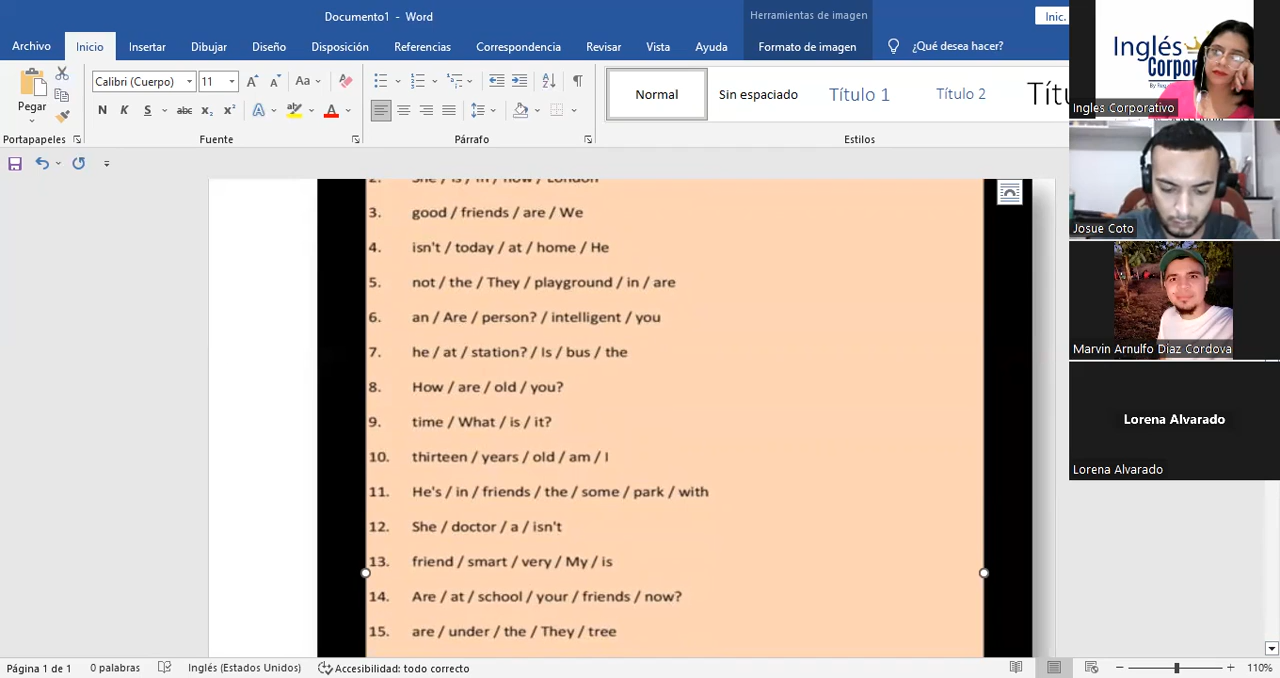 Documento1 - Word
Herramientas de imagen
Inic.
Archivo Inicio Insertar Dibujar Diseño Disposición Referencias Correspondencia Revisar Vista Ayuda Formato de imagen ¿Qué desea hacer?
Pegar
Calibri (Cuerpo) 11
Normal
Sin espaciado
Título 1
Título 2
Portapapeles Fuente Párrafo Estilos
2. She / is / in / now / London
3. good / friends / are / We
4. isn't / today / at / home / He
5. not / the / They / playground / in / are
6. an / Are / person? / intelligent / you
7. he / at / station? / Is / bus / the
8. How / are / old / you?
9. time / What / is / it?
10. thirteen / years / old / am / I
11. He's / in / friends / the / some / park / with
12. She / doctor / a / isn't
13. friend / smart / very / My / is
14. Are / at / school / your / friends / now?
15. are / under / the / They / tree
Inglés
Ingles Corporativo
Josue Coto
Marvin Arnulfo Diaz Cordova
Lorena Alvarado
Lorena Alvarado
Página 1 de 1 0 palabras Inglés (Estados Unidos) Accesibilidad: todo correcto 110%